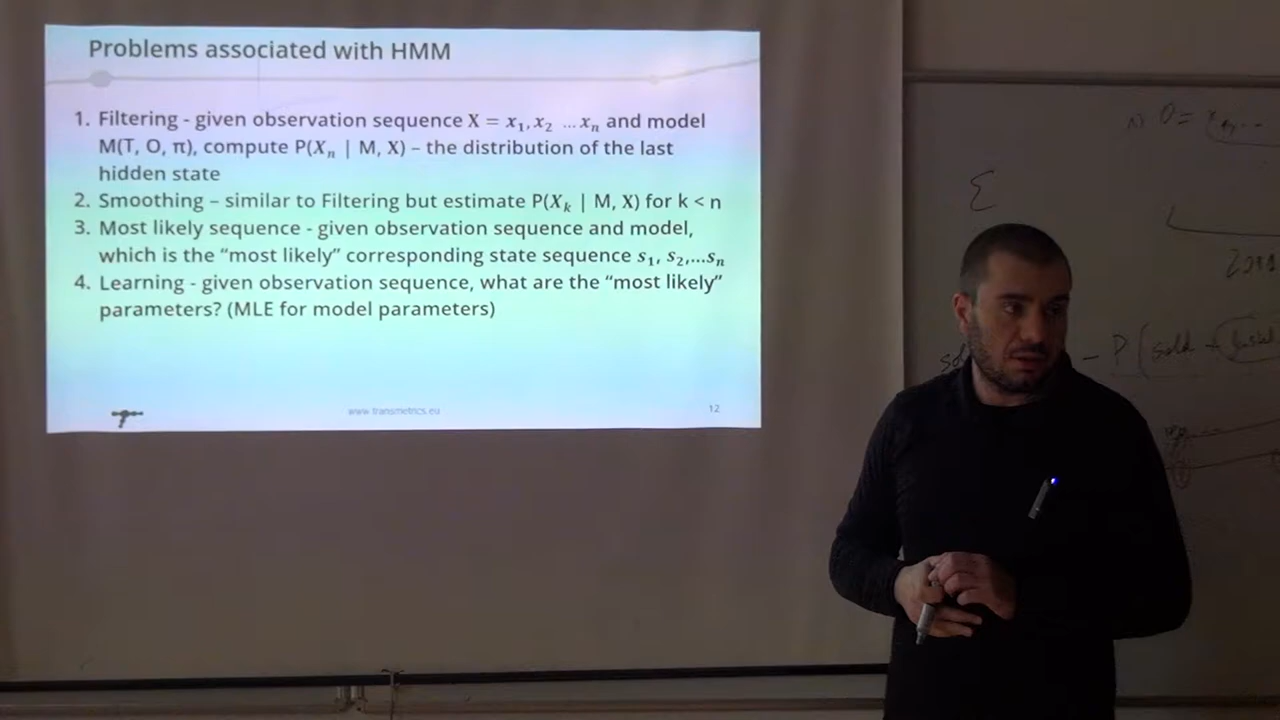 Problems associated with HMM
1. Filtering - given observation sequence X = x₁, x₂ ... xₙ and model
M(T, O, π), compute P(Xₙ | M, X) – the distribution of the last
hidden state
2. Smoothing – similar to Filtering but estimate P(Xₖ | M, X) for k < n
3. Most likely sequence - given observation sequence and model,
which is the “most likely” corresponding state sequence s₁, s₂,...sₙ
4. Learning - given observation sequence, what are the “most likely”
parameters? (MLE for model parameters)
www.transmetrics.eu
12
O =
Σ
– P ( sold